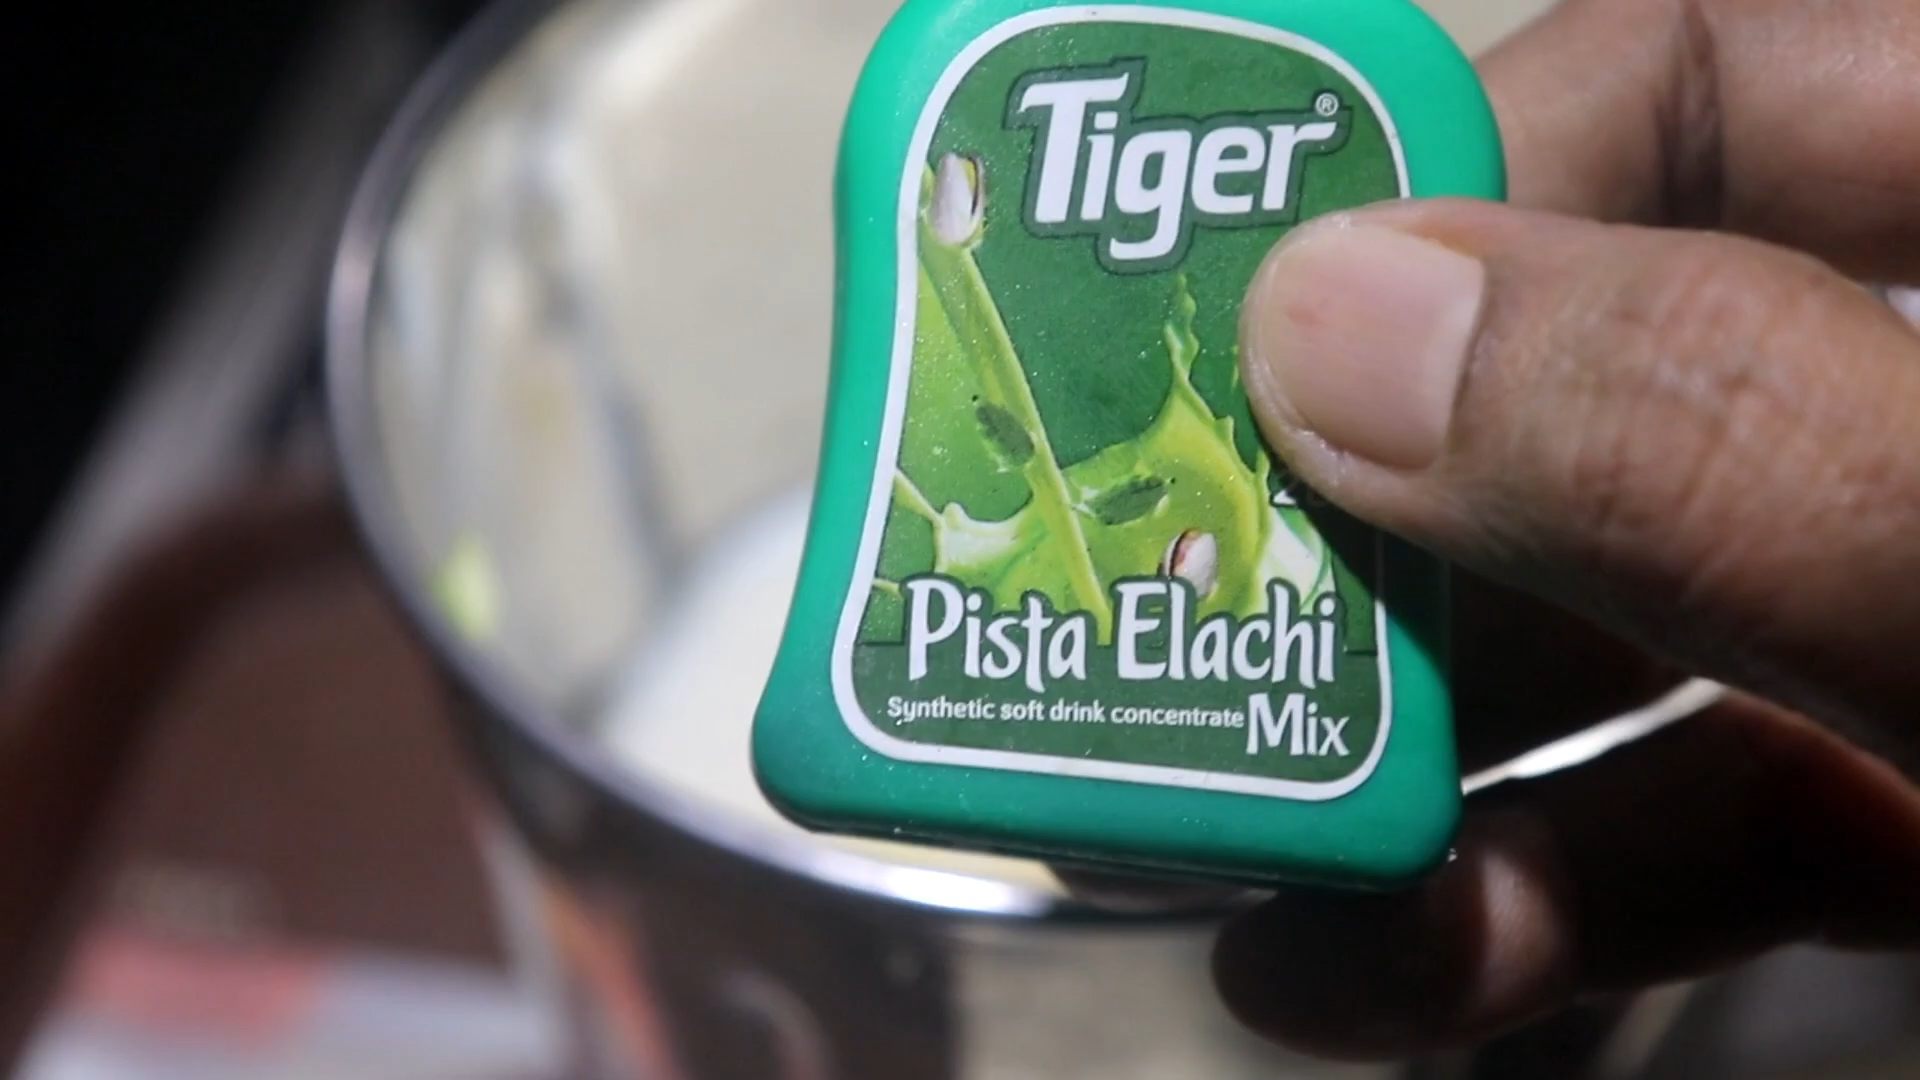 Tiger®
Pista Elachi
Synthetic soft drink concentrate Mix